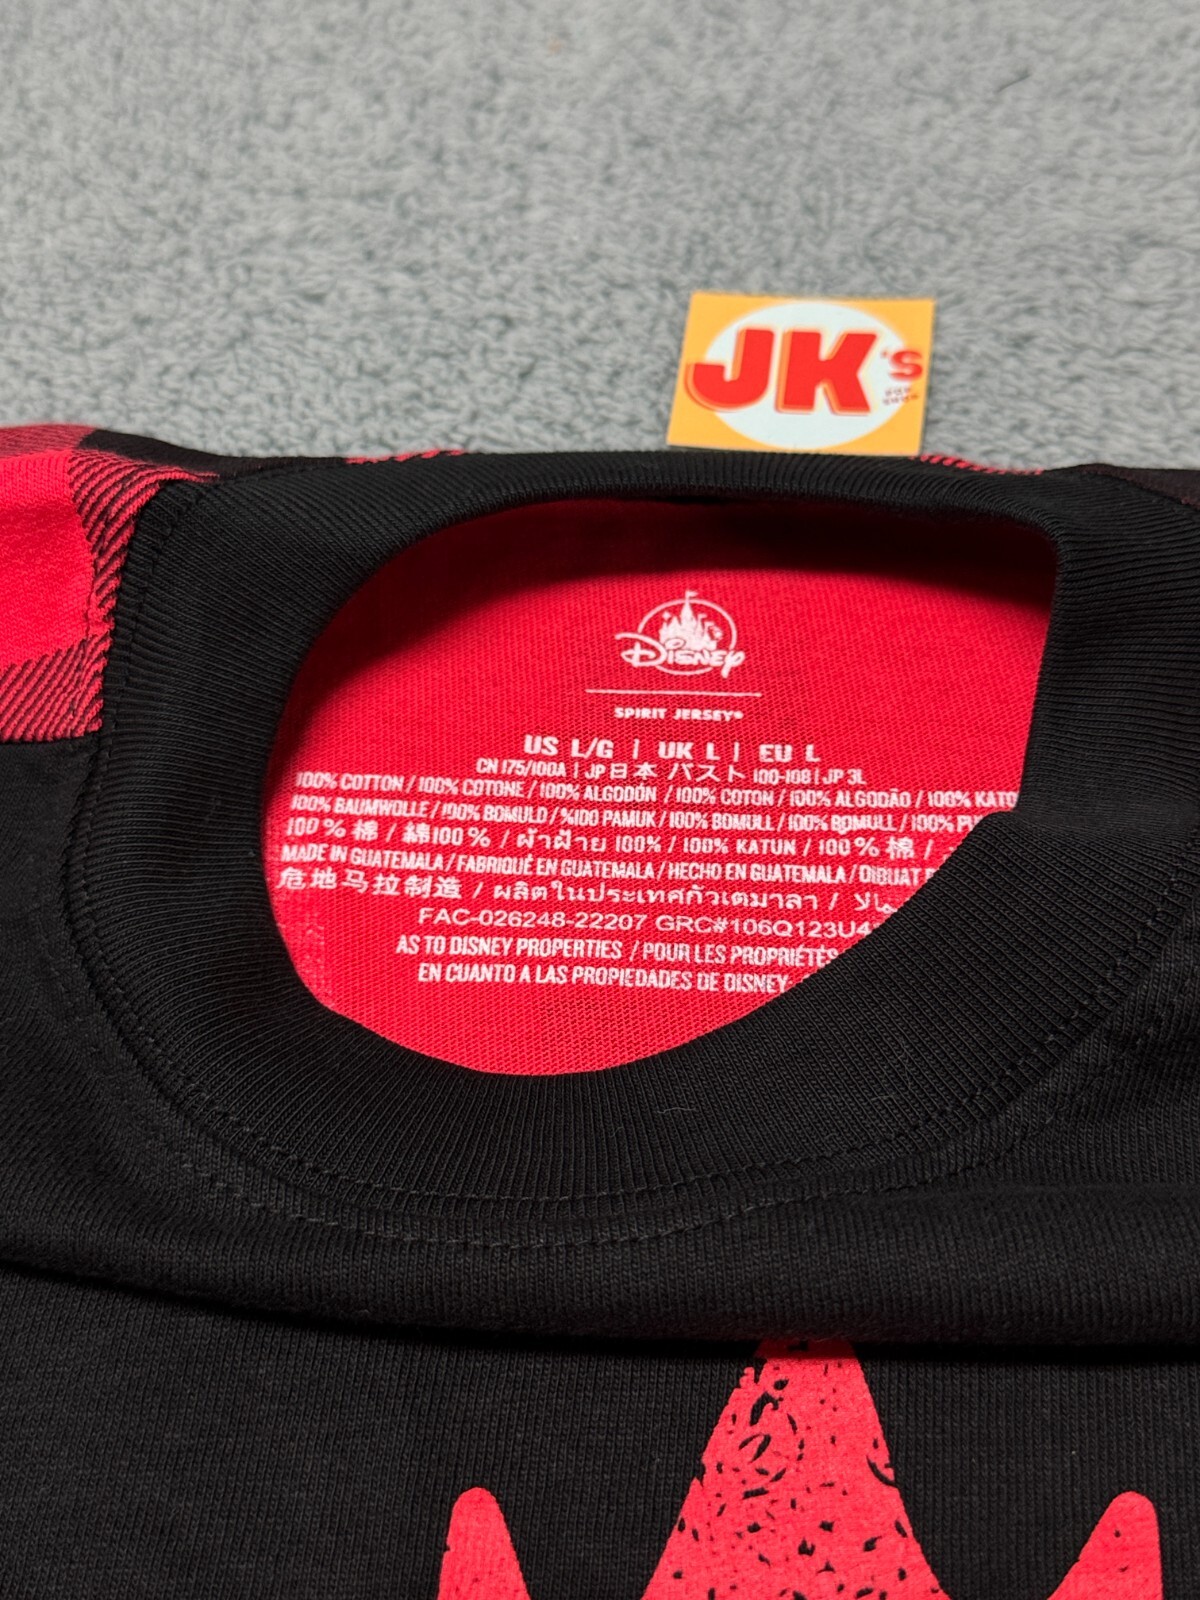 JK's
Disney
SPIRIT JERSEY®
US L/G | UK L | EU L
CN 175/100A | JP 日本 バスト 100-108 | JP 3L
100% COTTON / 100% COTONE / 100% ALGODÓN / 100% COTON / 100% ALGODÃO / 100% KATO
100% BAUMWOLLE / 100% BOMULD / %100 PAMUK / 100% BOMULL / 100% BOMULL / 100%
100% 棉 / 綿100% / ผ้าฝ้าย 100% / 100% KATUN / 100% 棉 /
MADE IN GUATEMALA / FABRIQUÉ EN GUATEMALA / HECHO EN GUATEMALA / DIBUAT
危地马拉制造 / ผลิตในประเทศกัวเตมาลา /
FAC-026248-22207 GRC#106Q123U4
AS TO DISNEY PROPERTIES / POUR LES PROPRIÉTÉS
EN CUANTO A LAS PROPIEDADES DE DISNEY